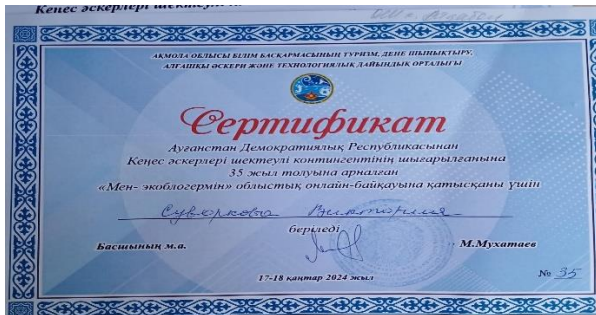 Кеңес әскерлері шектеулі
АҚМОЛА ОБЛЫСЫ БІЛІМ БАСҚАРМАСЫНЫҢ ТУРИЗМ, ДЕНЕ ШЫНЫҚТЫРУ,
АЛҒАШҚЫ ӘСКЕРИ ЖӘНЕ ТЕХНОЛОГИЯЛЫҚ ДАЙЫНДЫҚ ОРТАЛЫҒЫ
Сертификат
Ауғанстан Демократиялық Республикасынан
Кеңес әскерлері шектеулі контингентінің шығарылғанына
35 жыл толуына арналған
«Мен- экоблогермін» облыстық онлайн-байқауына қатысқаны үшін
Суворкова Виктория
беріледі
Басшының м.а. М.Мухатаев
№ 35
17-18 қаңтар 2024 жыл